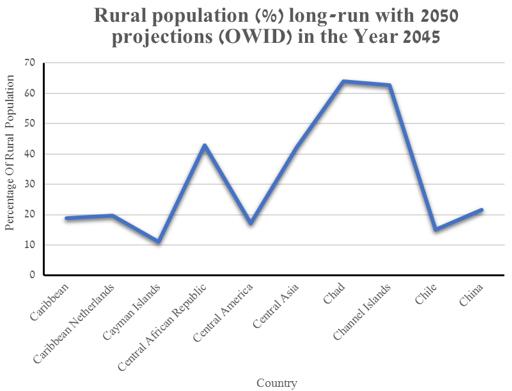 Rural population (%) long-run with 2050
projections (OWID) in the Year 2045
Percentage Of Rural Population
70
60
50
40
30
20
10
0
Caribbean
Caribbean Netherlands
Cayman Islands
Central African Republic
Central America
Central Asia
Chad
Channel Islands
Chile
China
Country